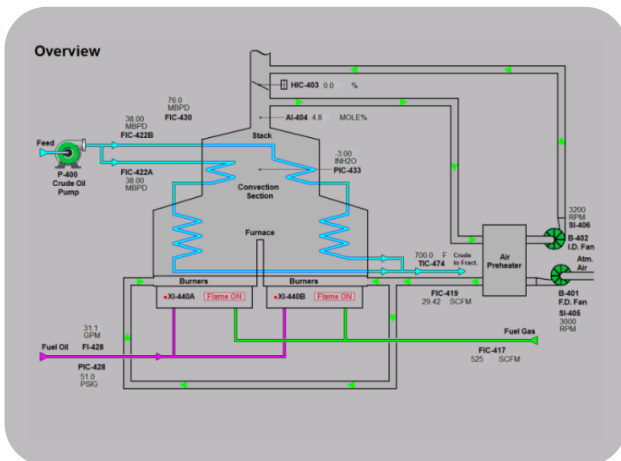 Overview
76.0
MBPD
FIC-430
HIC-403 0.0 %
38.00
MBPD
FIC-422B
AI-404 4.8 MOLE%
Stack
Feed
P-400
Crude Oil
Pump
FIC-422A
38.00
MBPD
-3.00
INH2O
PIC-433
Convection
Section
3200
RPM
SI-406
B-402
I.D. Fan
Furnace
700.0 F
TIC-474
Crude
to Fract.
Air
Preheater
Atm.
Air
Burners
Burners
XI-440A Flame ON
XI-440B Flame ON
FIC-419
29.42 SCFM
B-401
F.D. Fan
SI-405
3000
RPM
31.1
GPM
Fuel Oil FI-428
PIC-428
51.0
PSIG
Fuel Gas
FIC-417
525 SCFM